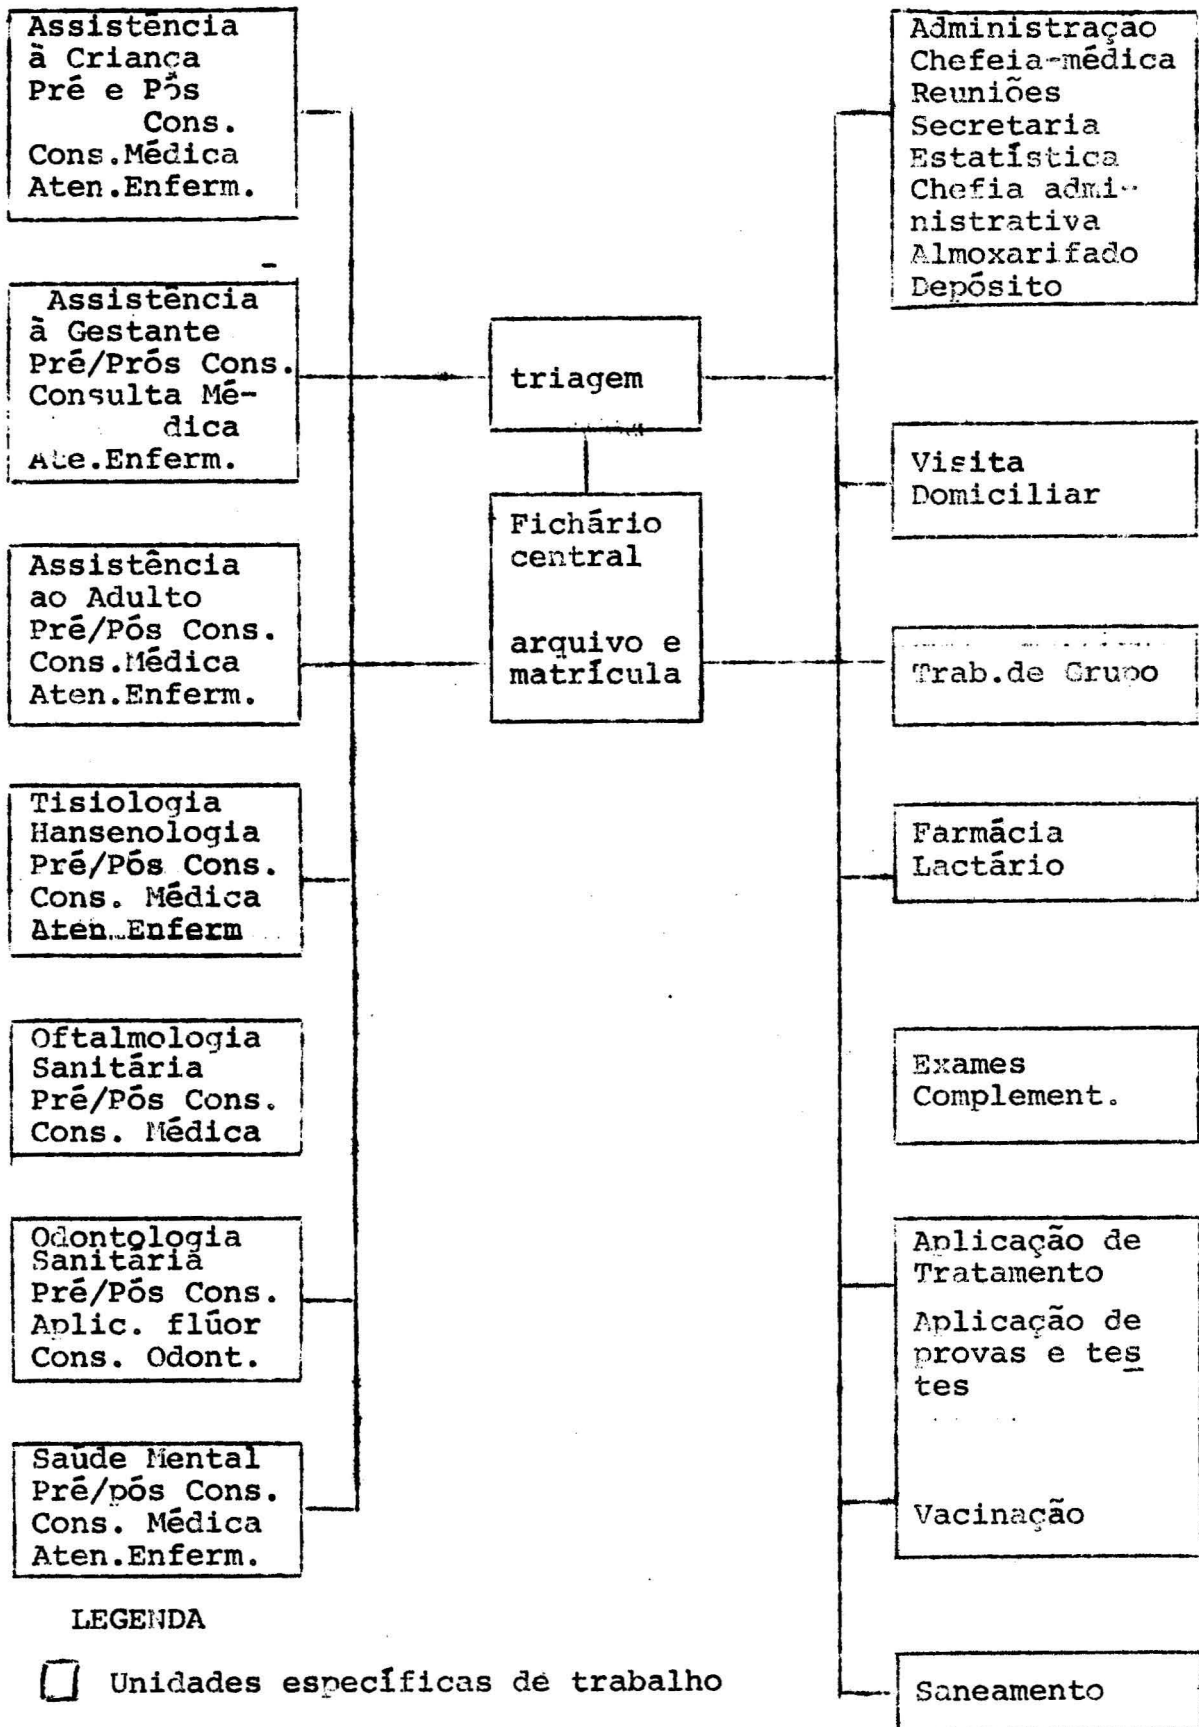 Assistência
à Criança
Pré e Pós
Cons.
Cons.Médica
Aten.Enferm.
Assistência
à Gestante
Pré/Prós Cons.
Consulta Mé-
dica
Ate.Enferm.
Assistência
ao Adulto
Pré/Pós Cons.
Cons.Médica
Aten.Enferm.
Tisiologia
Hansenologia
Pré/Pós Cons.
Cons. Médica
Aten. Enferm
Oftalmologia
Sanitária
Pré/Pós Cons.
Cons. Médica
Odontologia
Sanitária
Pré/Pós Cons.
Aplic. flúor
Cons. Odont.
Saúde Mental
Pré/pós Cons.
Cons. Médica
Aten.Enferm.
triagem
Fichário
central
arquivo e
matrícula
Administraçao
Chefeia-médica
Reuniões
Secretaria
Estatística
Chefia admi-
nistrativa
Almoxarifado
Depósito
Visita
Domiciliar
Trab.de Grupo
Farmácia
Lactário
Exames
Complement.
Aplicação de
Tratamento
Aplicação de
provas e tes
tes
Vacinação
Saneamento
LEGENDA
Unidades específicas de trabalho